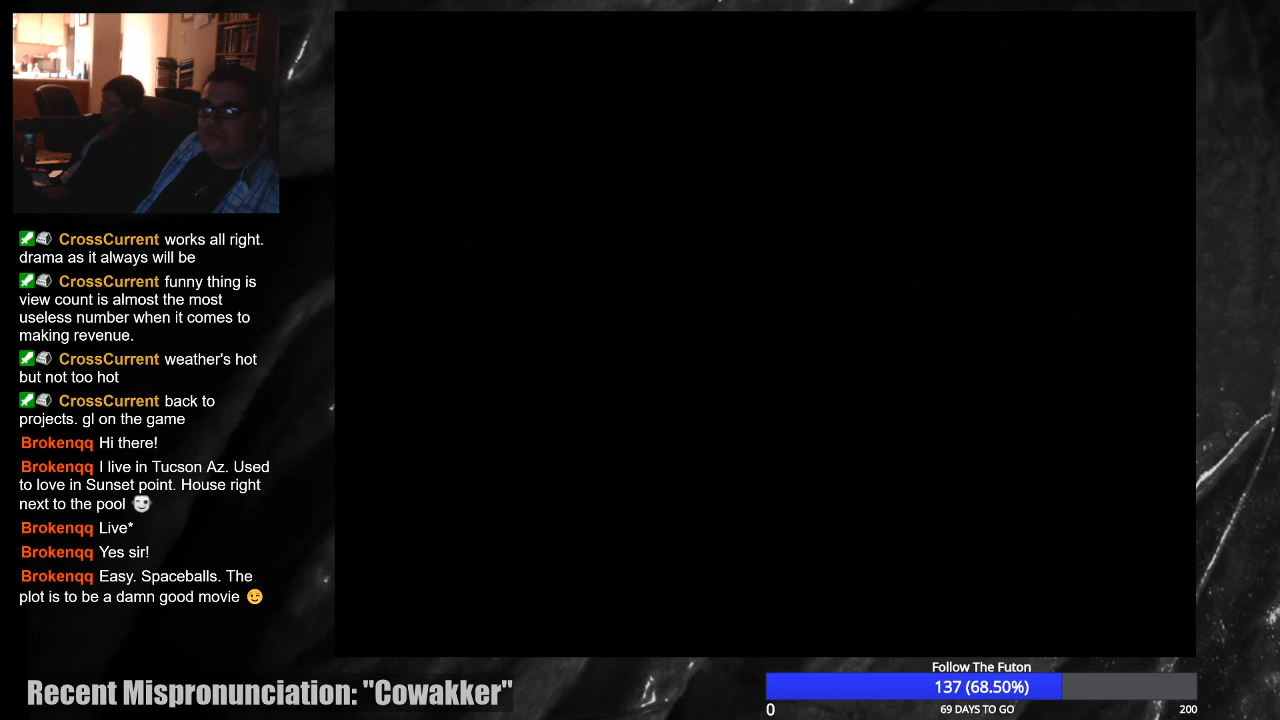 CrossCurrent works all right.
drama as it always will be
CrossCurrent funny thing is
view count is almost the most
useless number when it comes to
making revenue.
CrossCurrent weather's hot
but not too hot
CrossCurrent back to
projects. gl on the game
Brokenqq Hi there!
Brokenqq I live in Tucson Az. Used
to love in Sunset point. House right
next to the pool
Brokenqq Live*
Brokenqq Yes sir!
Brokenqq Easy. Spaceballs. The
plot is to be a damn good movie 😉
Recent Mispronunciation: "Cowakker"
Follow The Futon
137 (68.50%)
0 69 DAYS TO GO 200